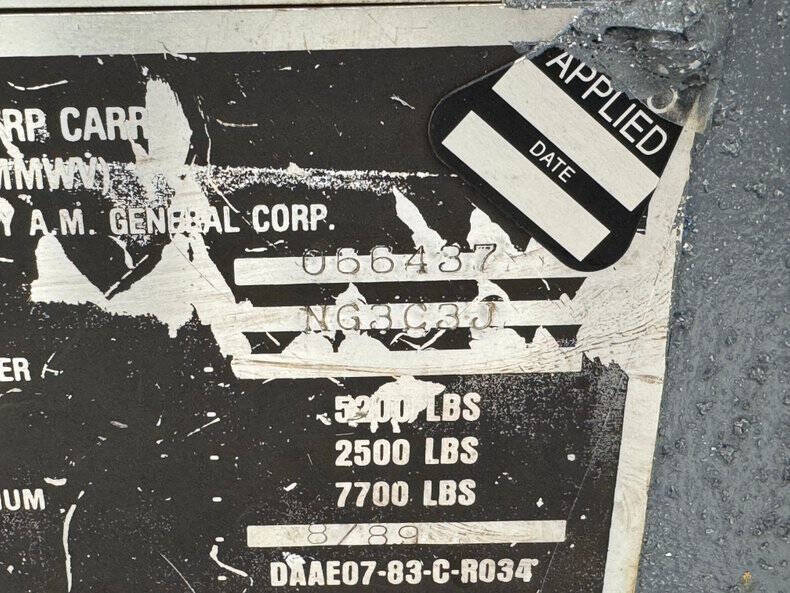 RP CARR
MMWV)
Y A.M. GENERAL CORP.
APPLIED
DATE
066437
NG3C3J
ER
5200 LBS
2500 LBS
UM 7700 LBS
8/89
DAAE07-83-C-R034